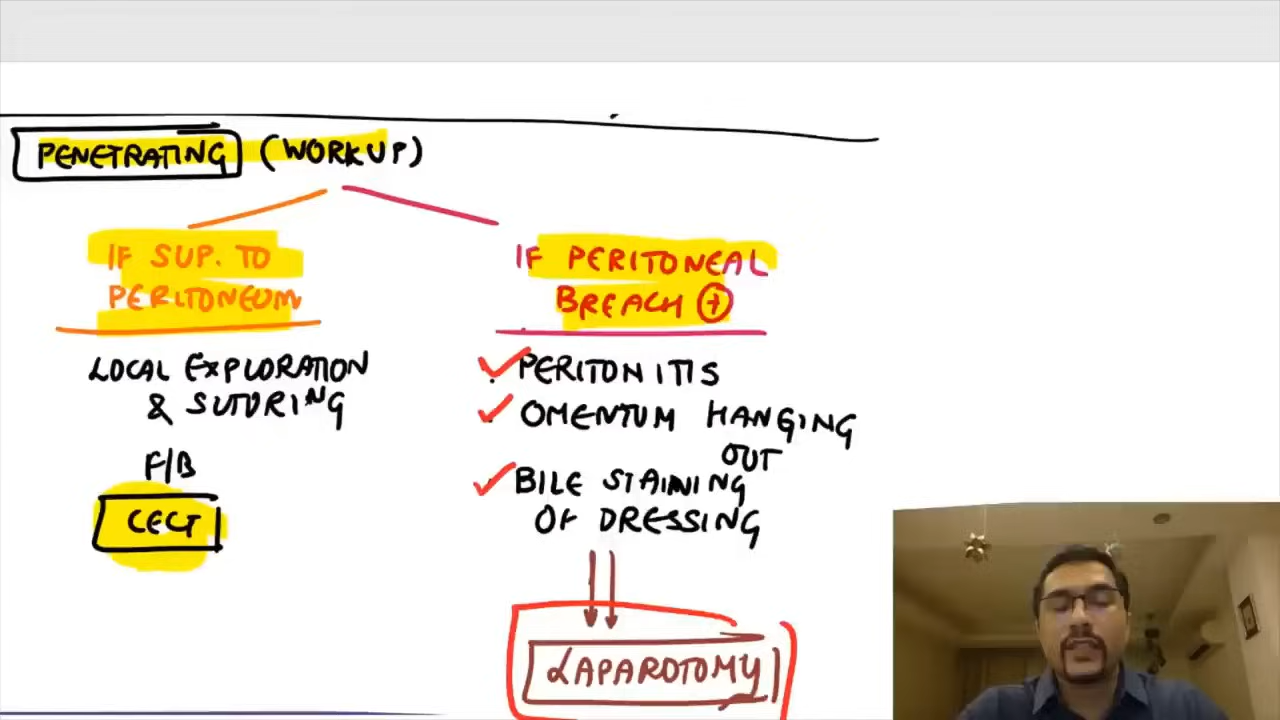 PENETRATING (WORKUP)
IF SUP. TO
PERITONEUM
LOCAL EXPLORATION
& SUTURING
F/B
CECT
IF PERITONEAL
BREACH +
PERITONITIS
OMENTUM HANGING
OUT
BILE STAINING
OF DRESSING
LAPAROTOMY